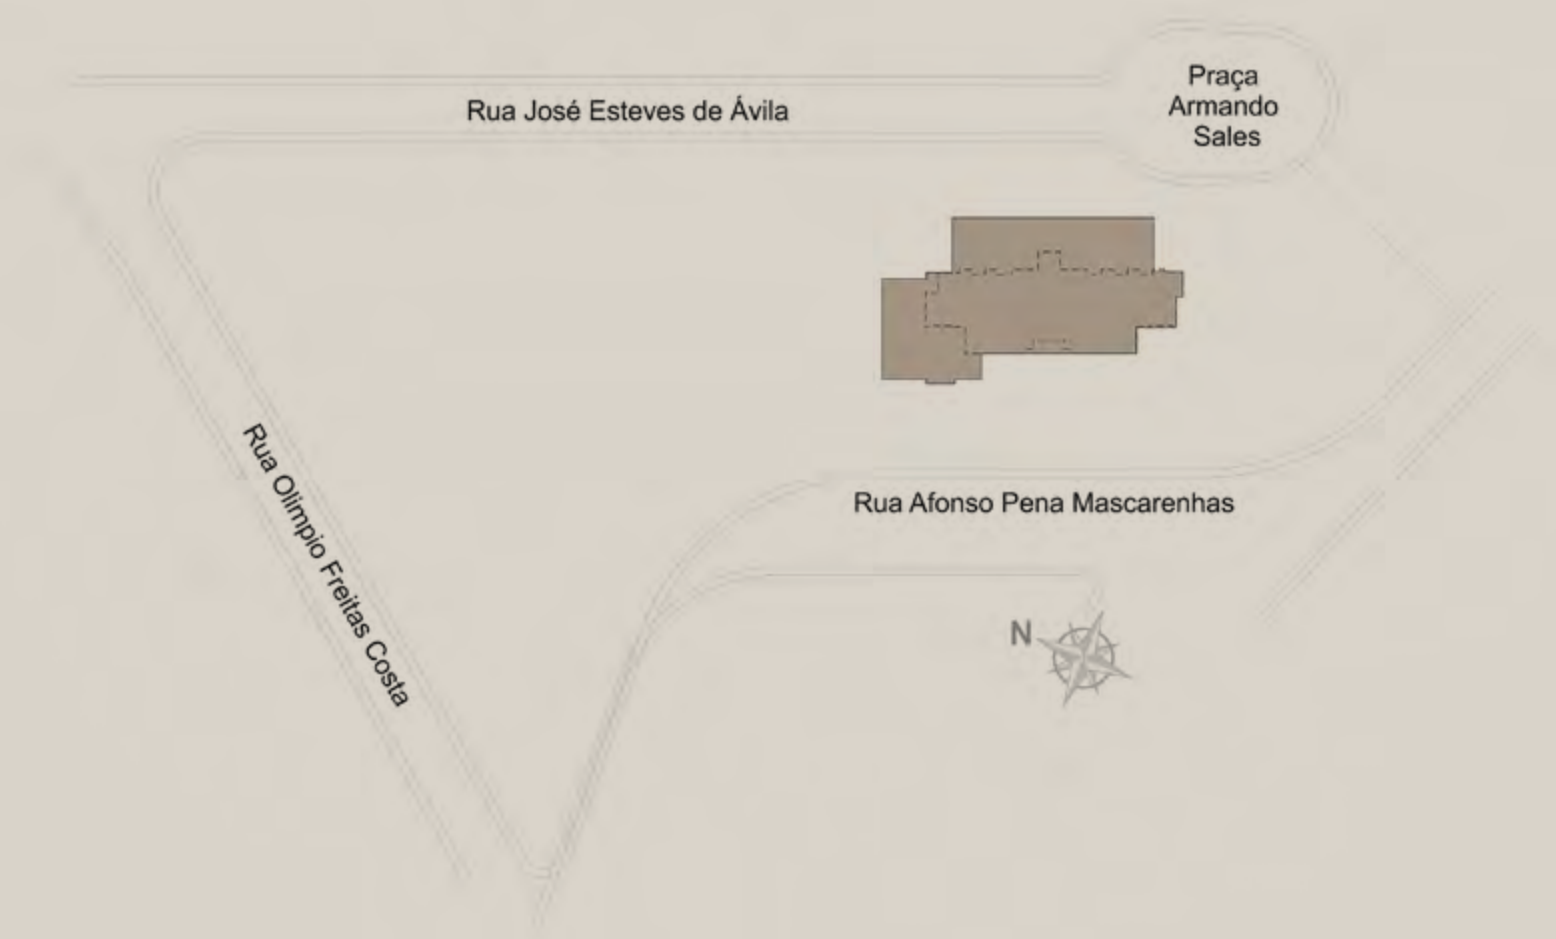 Praça
Armando
Sales
Rua José Esteves de Ávila
Rua Olimpio Freitas Costa
Rua Afonso Pena Mascarenhas
N